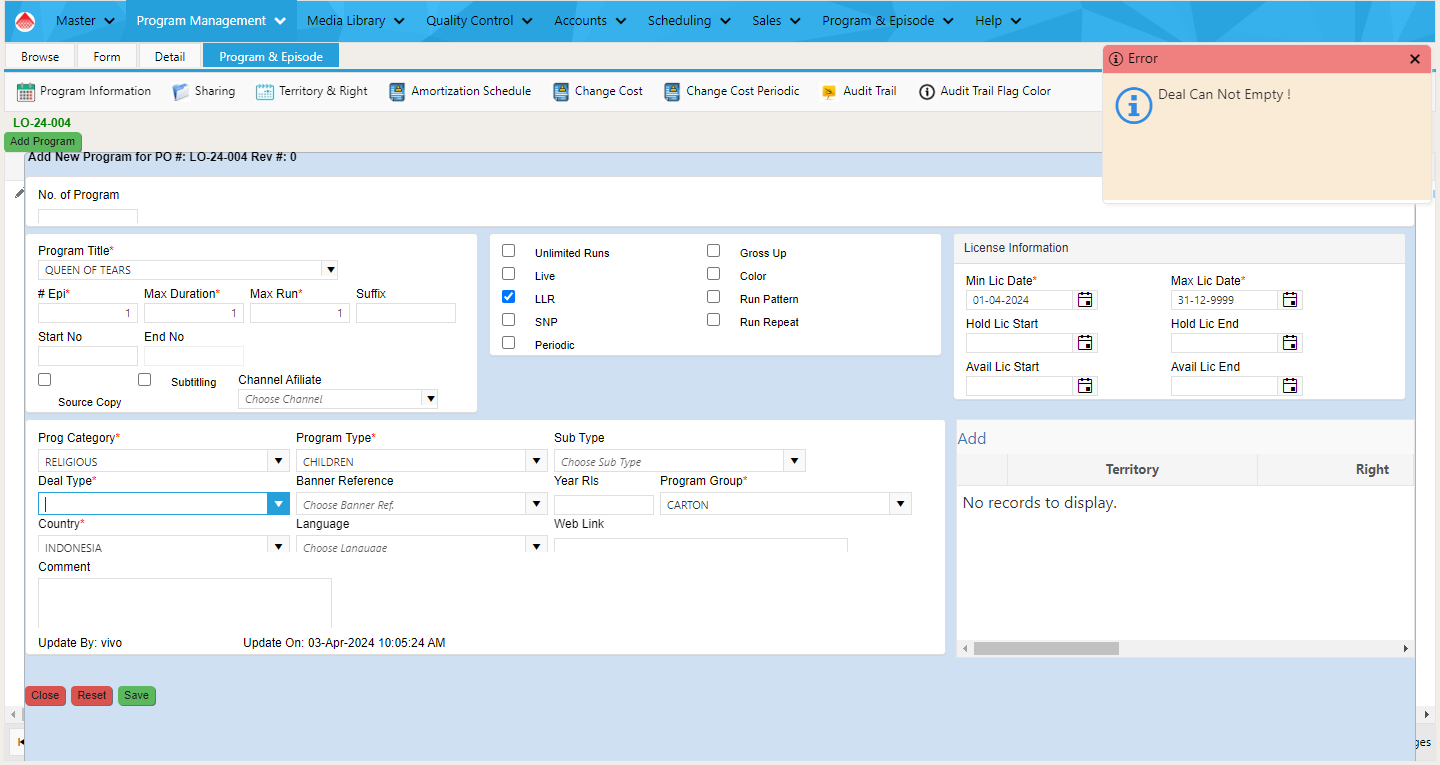 Master Program Management Media Library Quality Control Accounts Scheduling Sales Program & Episode Help
Browse Form Detail Program & Episode
Error
Deal Can Not Empty !
Program Information Sharing Territory & Right Amortization Schedule Change Cost Change Cost Periodic Audit Trail Audit Trail Flag Color
LO-24-004
Add Program
Add New Program for PO #: LO-24-004 Rev #: 0
No. of Program
Program Title*
QUEEN OF TEARS
# Epi* Max Duration* Max Run* Suffix
1 1 1
Start No End No
Subtitling Channel Afiliate
Source Copy Choose Channel
Unlimited Runs Gross Up
Live Color
LLR Run Pattern
SNP Run Repeat
Periodic
License Information
Min Lic Date* Max Lic Date*
01-04-2024 31-12-9999
Hold Lic Start Hold Lic End
Avail Lic Start Avail Lic End
Prog Category* Program Type* Sub Type
RELIGIOUS CHILDREN Choose Sub Type
Deal Type* Banner Reference Year Rls Program Group*
Choose Banner Ref. CARTON
Country* Language Web Link
INDONESIA Choose Language
Comment
Update By: vivo Update On: 03-Apr-2024 10:05:24 AM
Add
Territory Right
No records to display.
Close Reset Save
ges